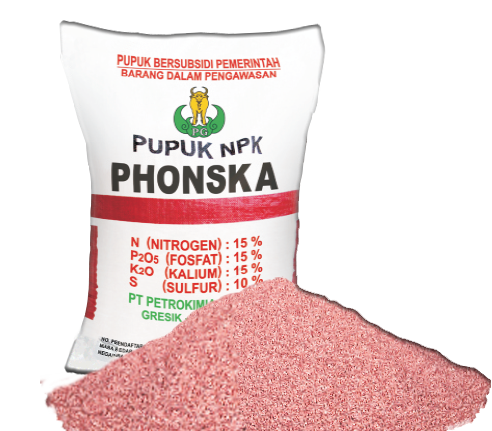 PUPUK BERSUBSIDI PEMERINTAH
BARANG DALAM PENGAWASAN
PG
PUPUK NPK
PHONSKA
N (NITROGEN) : 15 %
P2O5 (FOSFAT) : 15 %
K2O (KALIUM) : 15 %
S (SULFUR) : 10 %
PT PETROKIMIA
GRESIK